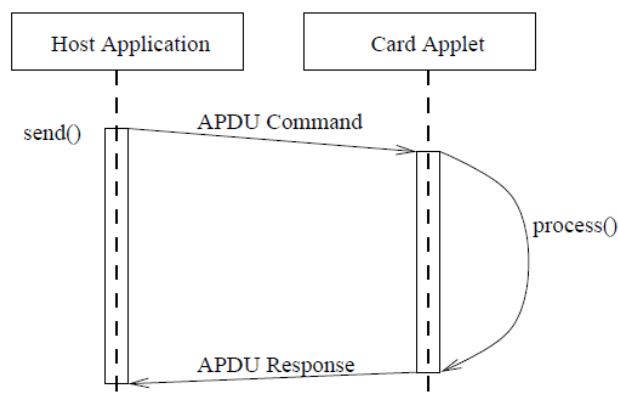 Host Application
Card Applet
send()
APDU Command
process()
APDU Response